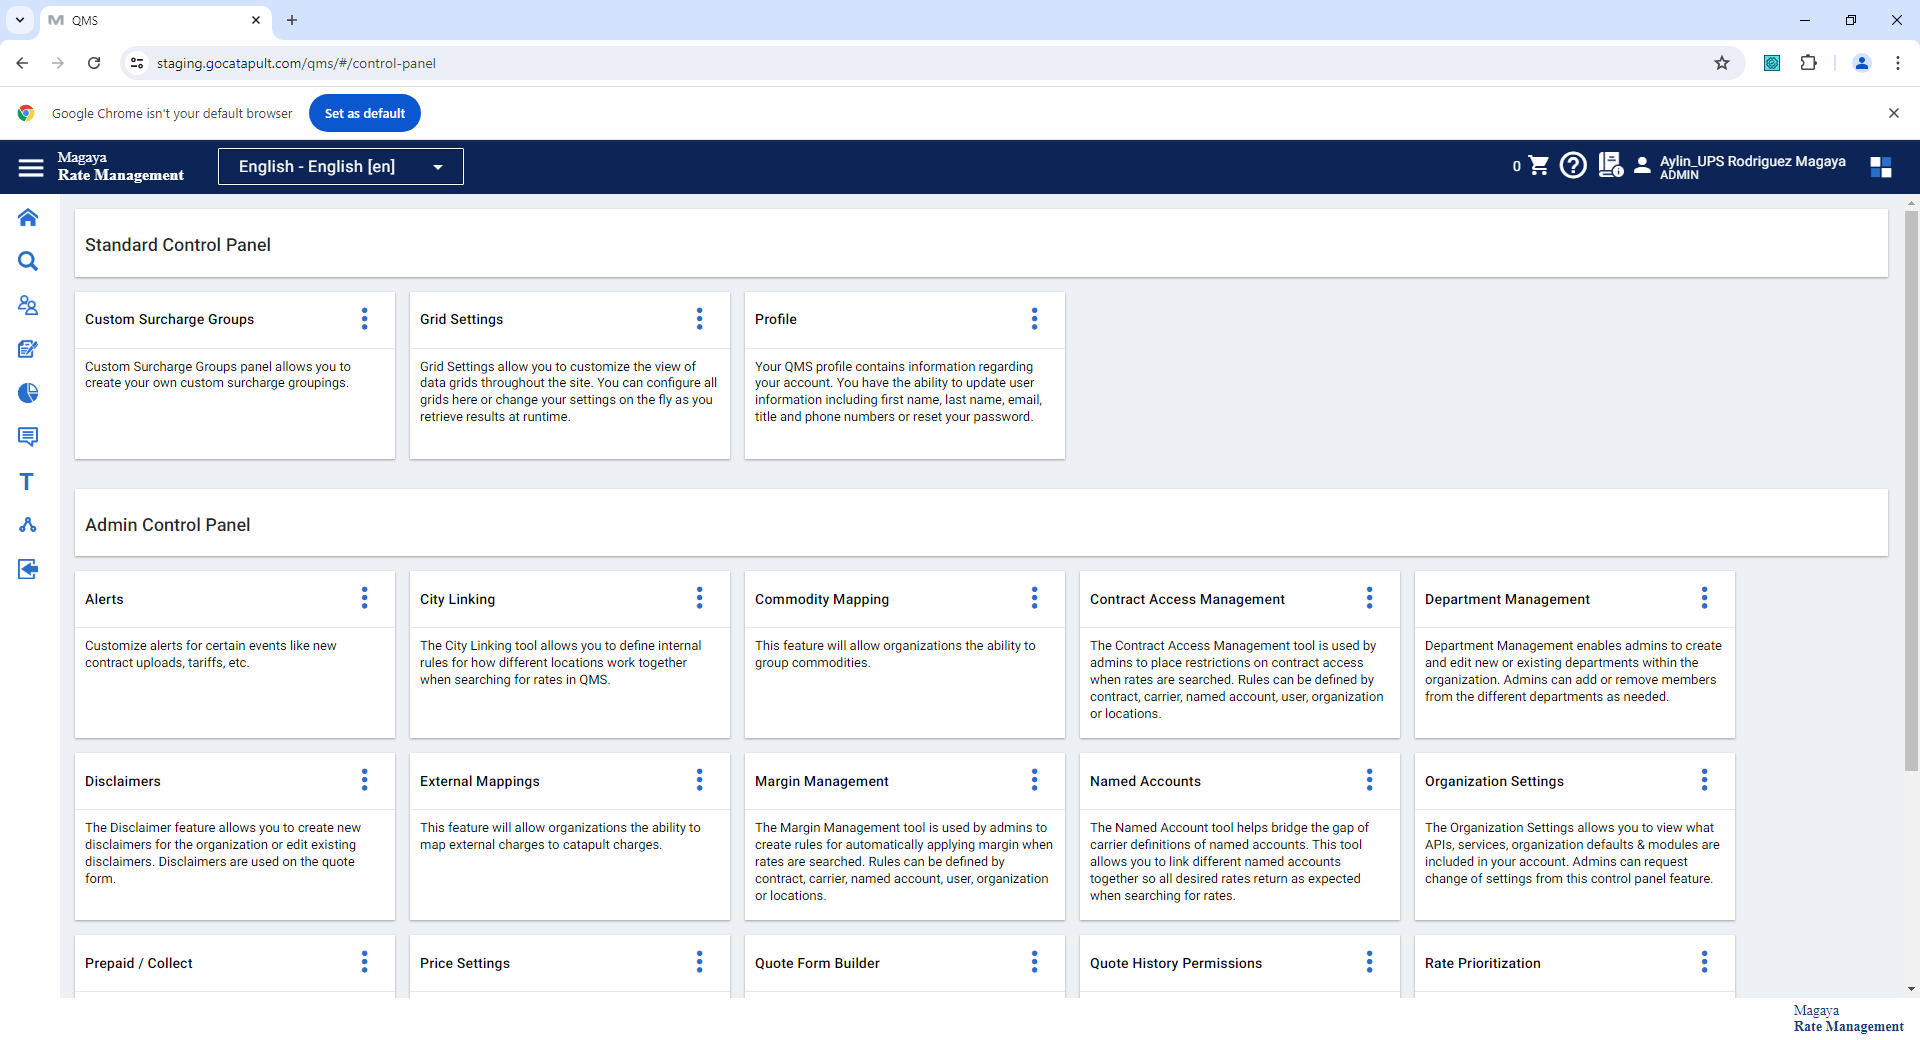 QMS
staging.gocatapult.com/qms/#/control-panel
Google Chrome isn't your default browser
Set as default
Magaya
Rate Management
English - English [en]
0
Aylin_UPS Rodriguez Magaya
ADMIN
Standard Control Panel
Custom Surcharge Groups
Custom Surcharge Groups panel allows you to
create your own custom surcharge groupings.
Grid Settings
Grid Settings allow you to customize the view of
data grids throughout the site. You can configure all
grids here or change your settings on the fly as you
retrieve results at runtime.
Profile
Your QMS profile contains information regarding
your account. You have the ability to update user
information including first name, last name, email,
title and phone numbers or reset your password.
Admin Control Panel
Alerts
Customize alerts for certain events like new
contract uploads, tariffs, etc.
City Linking
The City Linking tool allows you to define internal
rules for how different locations work together
when searching for rates in QMS.
Commodity Mapping
This feature will allow organizations the ability to
group commodities.
Contract Access Management
The Contract Access Management tool is used by
admins to place restrictions on contract access
when rates are searched. Rules can be defined by
contract, carrier, named account, user, organization
or locations.
Department Management
Department Management enables admins to create
and edit new or existing departments within the
organization. Admins can add or remove members
from the different departments as needed.
Disclaimers
The Disclaimer feature allows you to create new
disclaimers for the organization or edit existing
disclaimers. Disclaimers are used on the quote
form.
External Mappings
This feature will allow organizations the ability to
map external charges to catapult charges.
Margin Management
The Margin Management tool is used by admins to
create rules for automatically applying margin when
rates are searched. Rules can be defined by
contract, carrier, named account, user, organization
or locations.
Named Accounts
The Named Account tool helps bridge the gap of
carrier definitions of named accounts. This tool
allows you to link different named accounts
together so all desired rates return as expected
when searching for rates.
Organization Settings
The Organization Settings allows you to view what
APIs, services, organization defaults & modules are
included in your account. Admins can request
change of settings from this control panel feature.
Prepaid / Collect
Price Settings
Quote Form Builder
Quote History Permissions
Rate Prioritization
Magaya
Rate Management